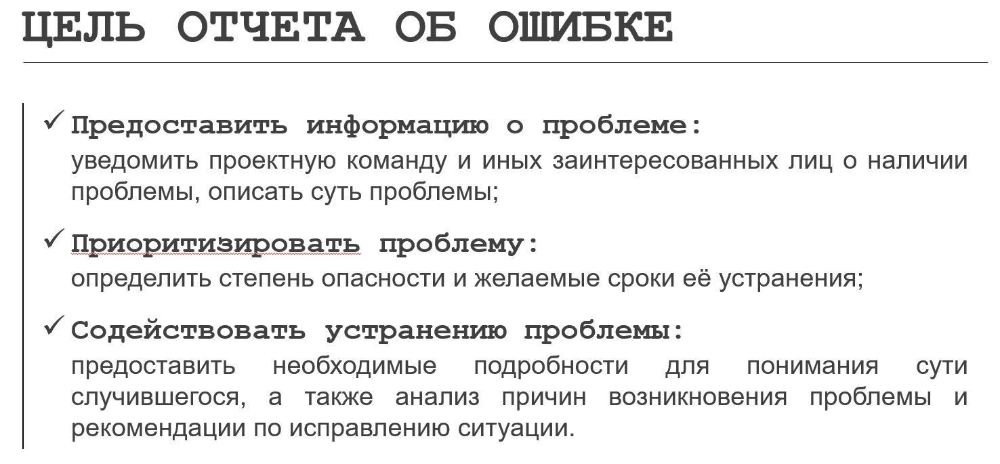 ЦЕЛЬ ОТЧЕТА ОБ ОШИБКЕ
✓ Предоставить информацию о проблеме:
уведомить проектную команду и иных заинтересованных лиц о наличии
проблемы, описать суть проблемы;
✓ Приоритизировать проблему:
определить степень опасности и желаемые сроки её устранения;
✓ Содействовать устранению проблемы:
предоставить необходимые подробности для понимания сути
случившегося, а также анализ причин возникновения проблемы и
рекомендации по исправлению ситуации.